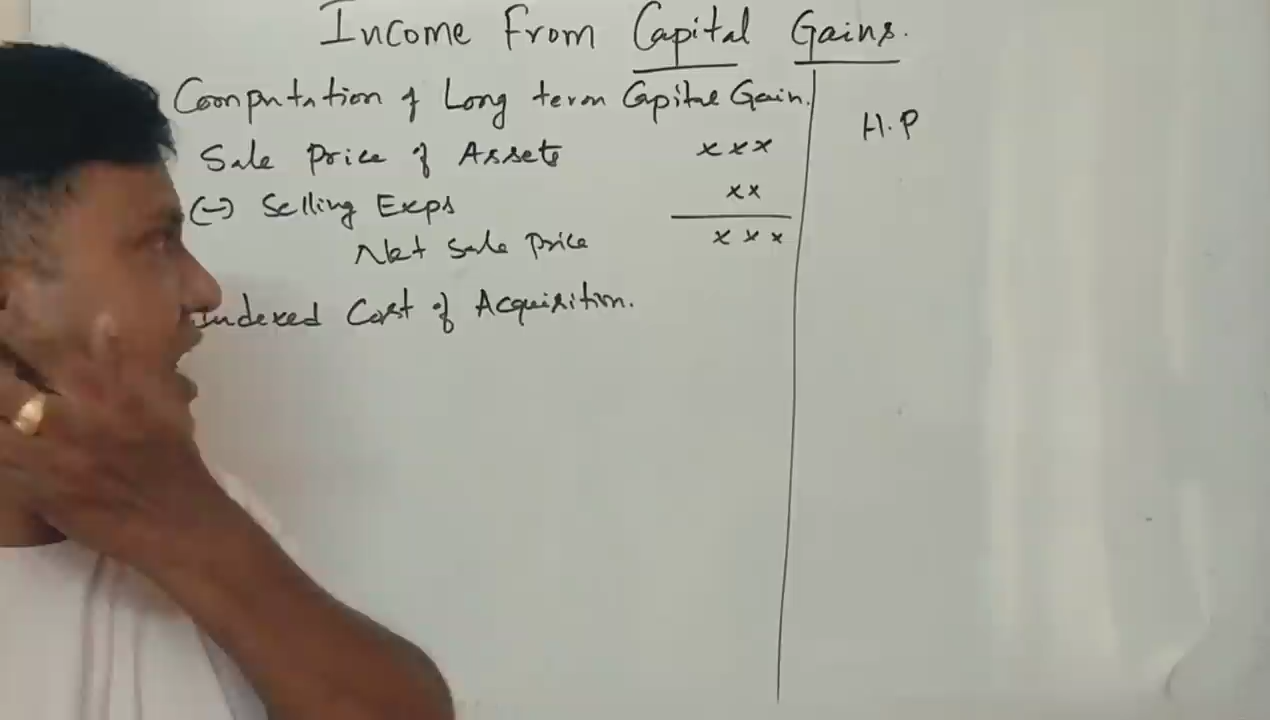 Income From Capital Gains.
Computation of Long term Capital Gain.
Sale Price of Assets xxx
(-) Selling Exps xx
Net Sale Price xxx
Indexed Cost of Acquisition.
H.P